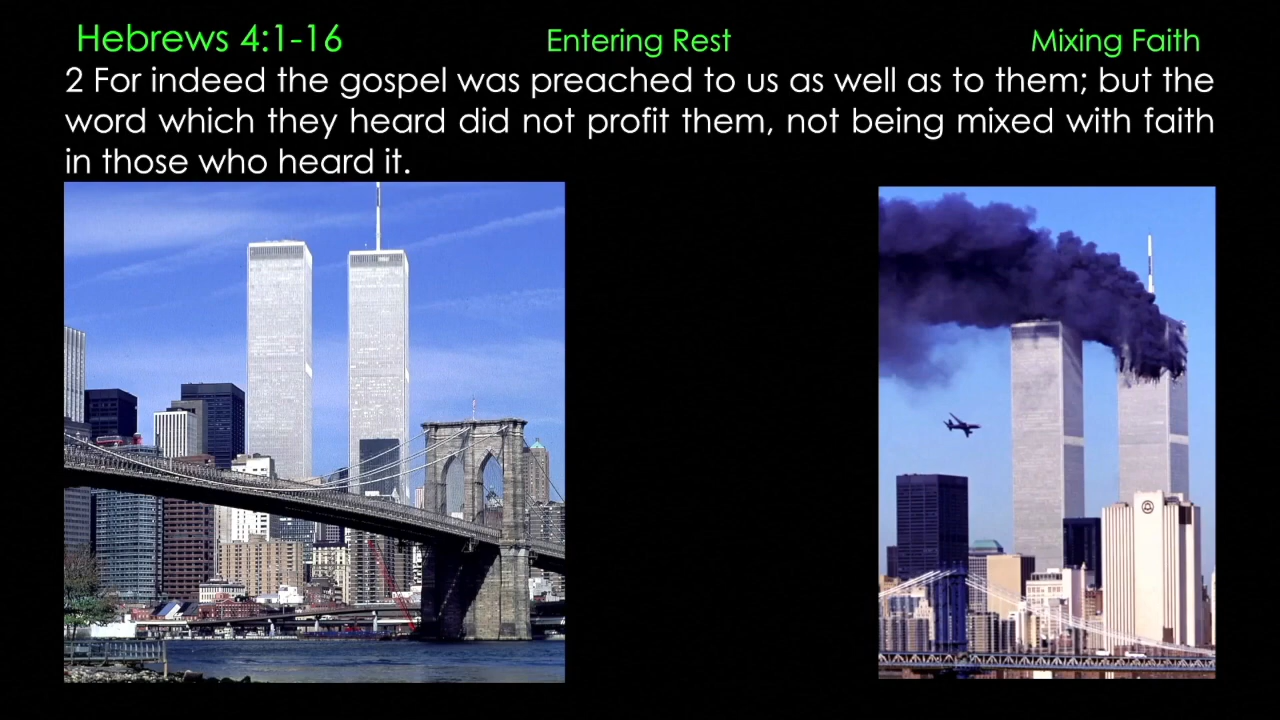 Hebrews 4:1-16 Entering Rest Mixing Faith
2 For indeed the gospel was preached to us as well as to them; but the
word which they heard did not profit them, not being mixed with faith
in those who heard it.